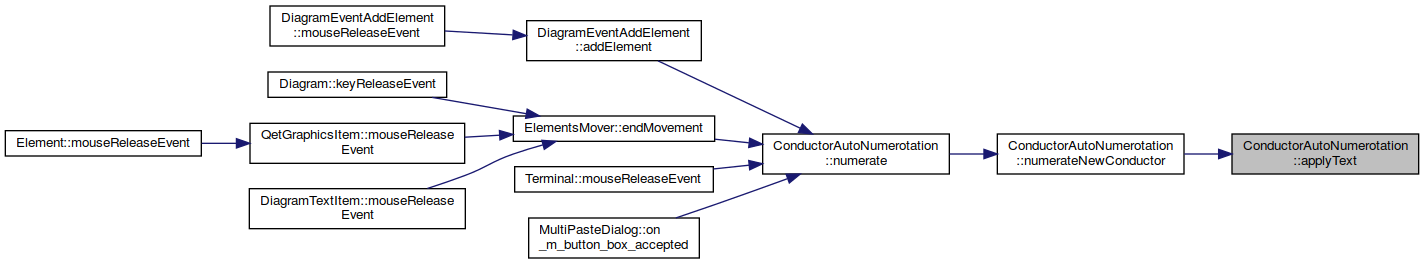 DiagramEventAddElement
::mouseReleaseEvent
DiagramEventAddElement
::addElement
Diagram::keyReleaseEvent
Element::mouseReleaseEvent
QetGraphicsItem::mouseRelease
Event
ElementsMover::endMovement
ConductorAutoNumerotation
::numerate
ConductorAutoNumerotation
::numerateNewConductor
ConductorAutoNumerotation
::applyText
Terminal::mouseReleaseEvent
DiagramTextItem::mouseRelease
Event
MultiPasteDialog::on
_m_button_box_accepted